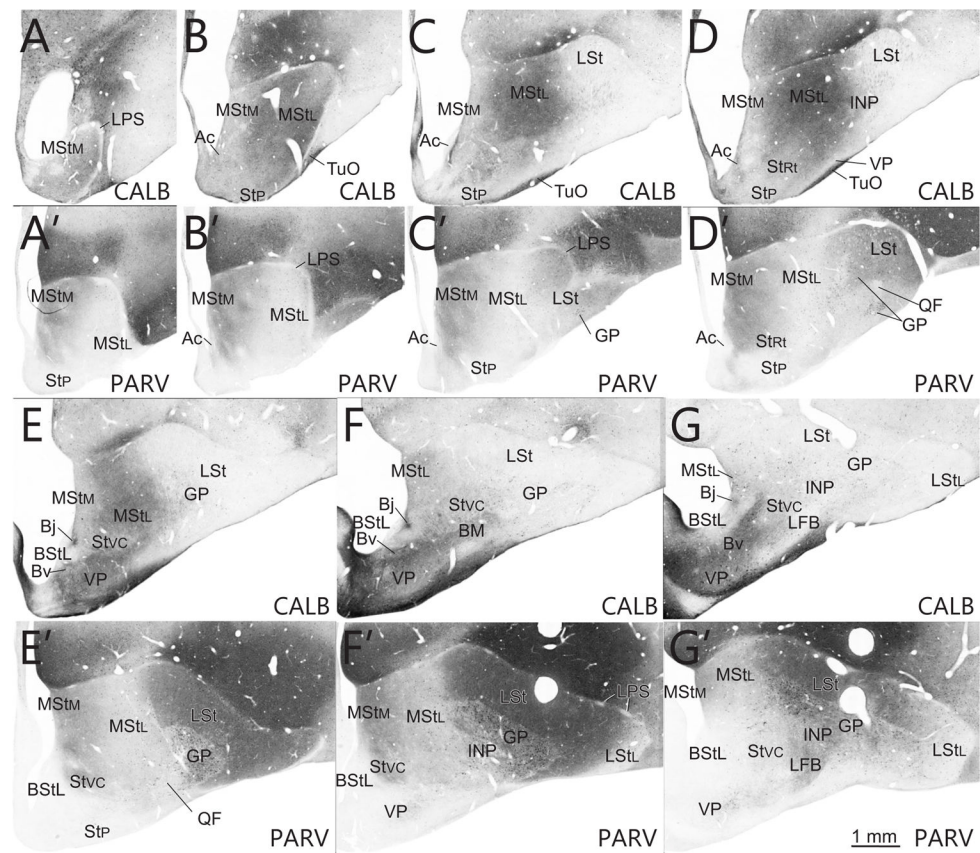 A
MStM
LPS
CALB
B
MStM
MStL
Ac
TuO
StP
CALB
C
LSt
MStL
MStM
Ac
StP
TuO
CALB
D
LSt
MStM
MStL
INP
Ac
StRt
VP
StP
TuO
CALB
A′
MStM
MStL
StP
PARV
B′
LPS
MStM
Ac
MStL
PARV
C′
LPS
MStM
MStL
LSt
Ac
GP
StP
PARV
D′
LSt
MStM
MStL
QF
GP
Ac
StRt
StP
PARV
E
LSt
MStM
GP
MStL
Bj
StVC
BStL
Bv
VP
CALB
F
LSt
MStL
GP
Bj
StVC
BStL
BM
Bv
VP
CALB
G
LSt
GP
MStL
INP
LStL
Bj
StVC
BStL
LFB
Bv
VP
CALB
E′
MStM
LSt
MStL
GP
StVC
BStL
QF
StP
PARV
F′
LSt
LPS
MStM
MStL
GP
INP
LStL
StVC
BStL
VP
PARV
G′
MStM
LSt
MStL
GP
INP
BStL
StVC
LStL
LFB
VP
1 mm
PARV